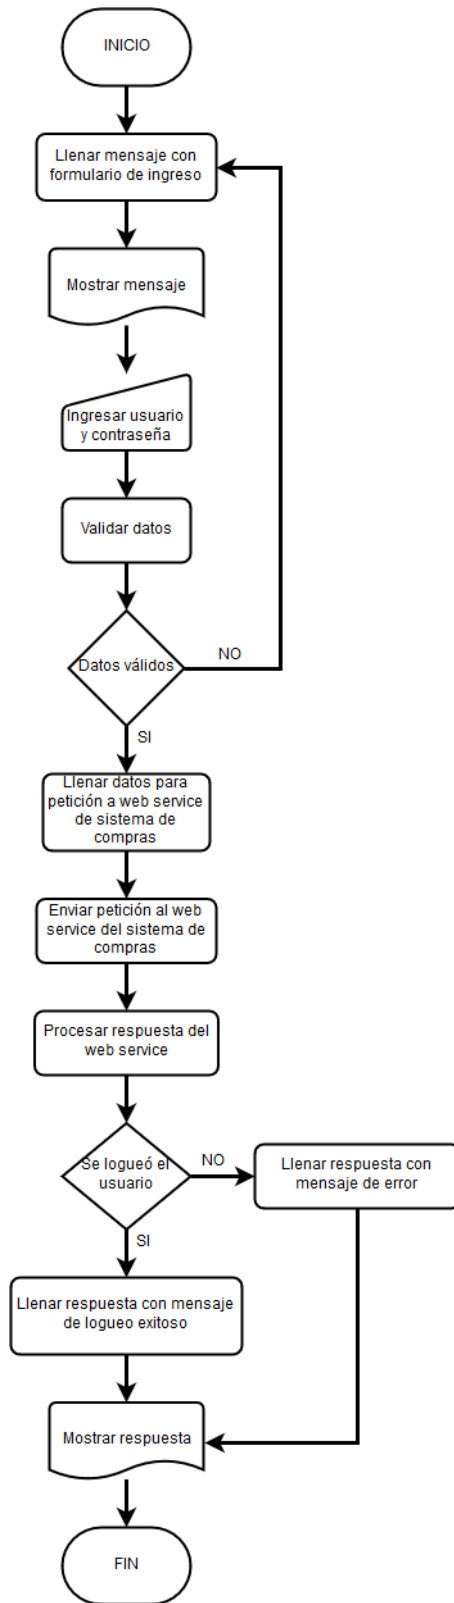 INICIO
Llenar mensaje con
formulario de ingreso
Mostrar mensaje
Ingresar usuario
y contraseña
Validar datos
Datos válidos
NO
SI
Llenar datos para
petición a web service
de sistema de
compras
Enviar petición al web
service del sistema de
compras
Procesar respuesta del
web service
Se logueó el
usuario
NO
Llenar respuesta con
mensaje de error
SI
Llenar respuesta con mensaje
de logueo exitoso
Mostrar respuesta
FIN